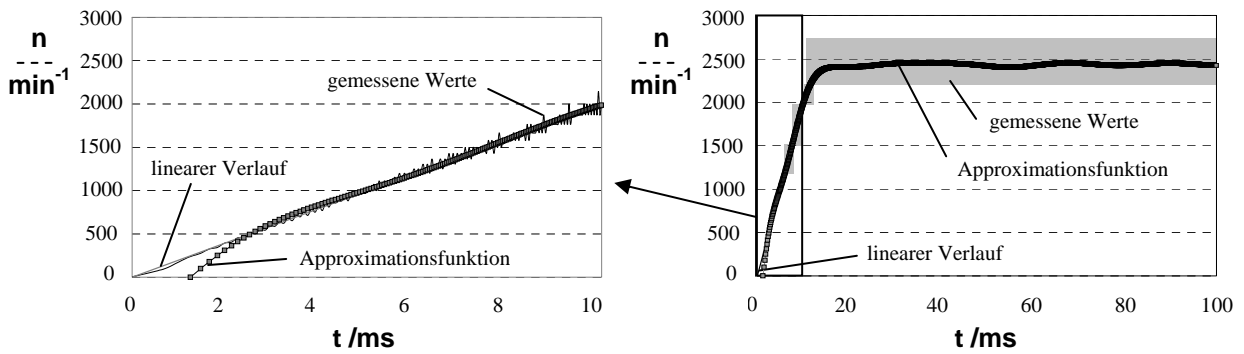 n
min-1
3000
2500
2000
1500
1000
500
0
gemessene Werte
linearer Verlauf
Approximationsfunktion
0 2 4 6 8 10
t /ms
n
min-1
3000
2500
2000
1500
1000
500
0
gemessene Werte
Approximationsfunktion
linearer Verlauf
0 20 40 60 80 100
t /ms